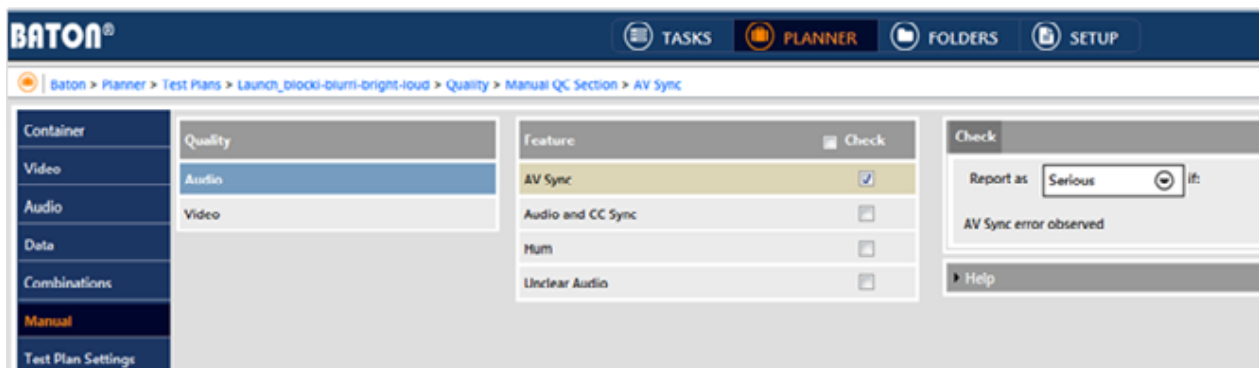 BATON®
TASKS PLANNER FOLDERS SETUP
Baton > Planner > Test Plans > Launch_blocki-blurri-bright-loud > Quality > Manual QC Section > AV Sync
Container
Video
Audio
Data
Combinations
Manual
Test Plan Settings
Quality
Audio
Video
Feature Check
AV Sync
Audio and CC Sync
Hum
Unclear Audio
Check
Report as Serious if:
AV Sync error observed
Help